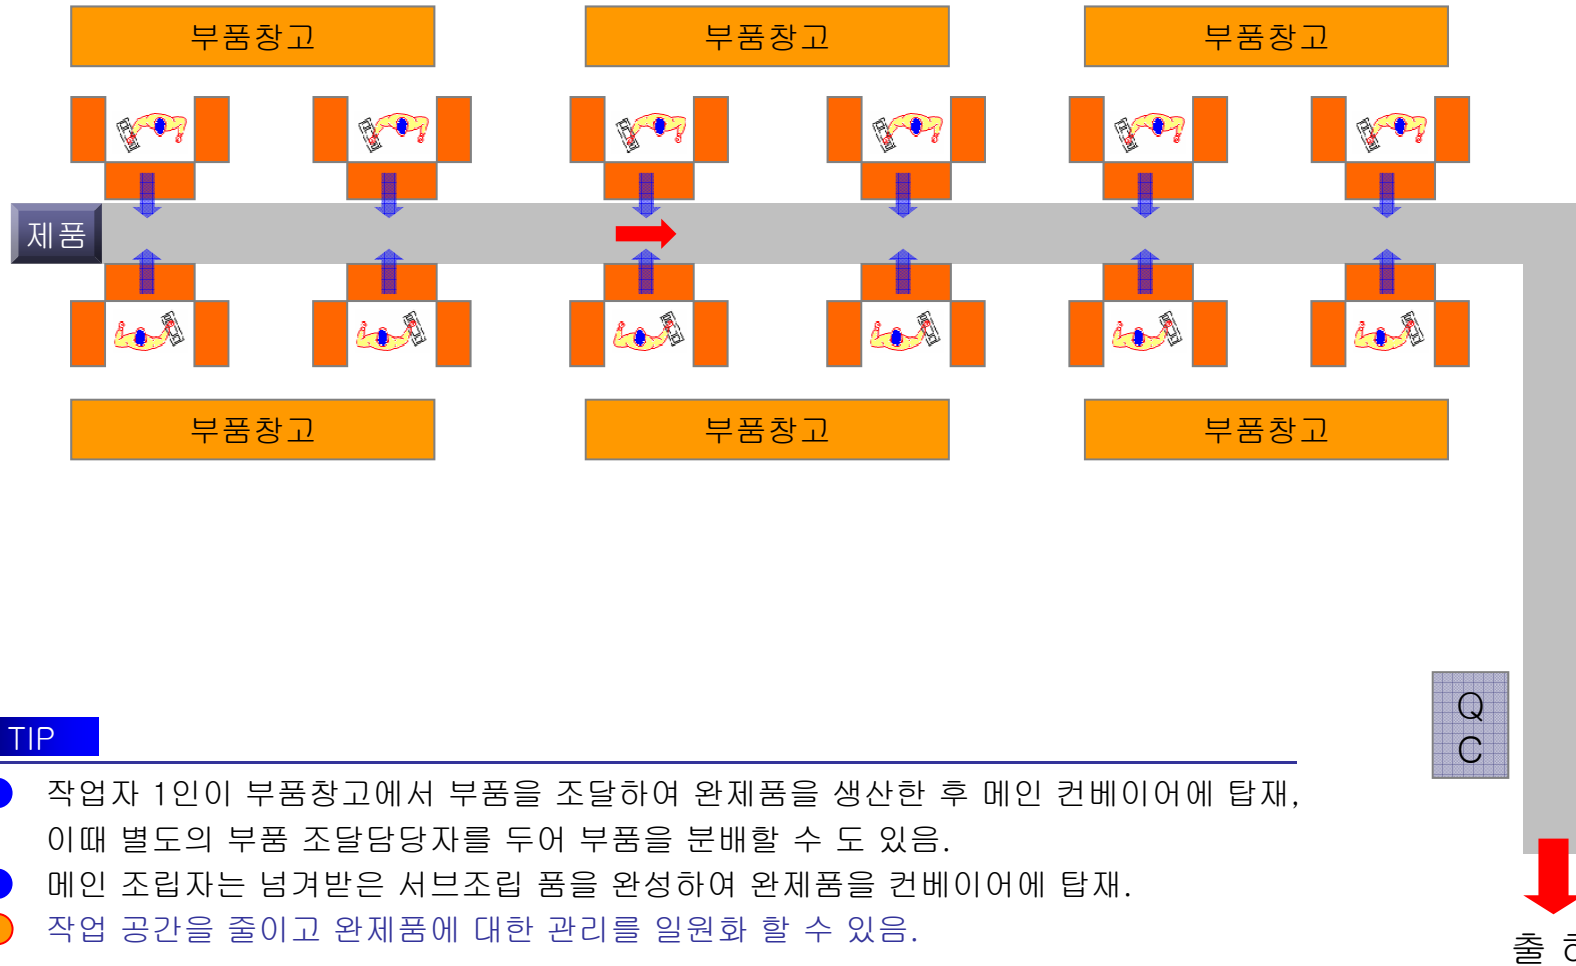 부품창고 부품창고 부품창고
제품
부품창고 부품창고 부품창고
Q
C
TIP
작업자 1인이 부품창고에서 부품을 조달하여 완제품을 생산한 후 메인 컨베이어에 탑재,
이때 별도의 부품 조달담당자를 두어 부품을 분배할 수 도 있음.
메인 조립자는 넘겨받은 서브조립 품을 완성하여 완제품을 컨베이어에 탑재.
작업 공간을 줄이고 완제품에 대한 관리를 일원화 할 수 있음.
출